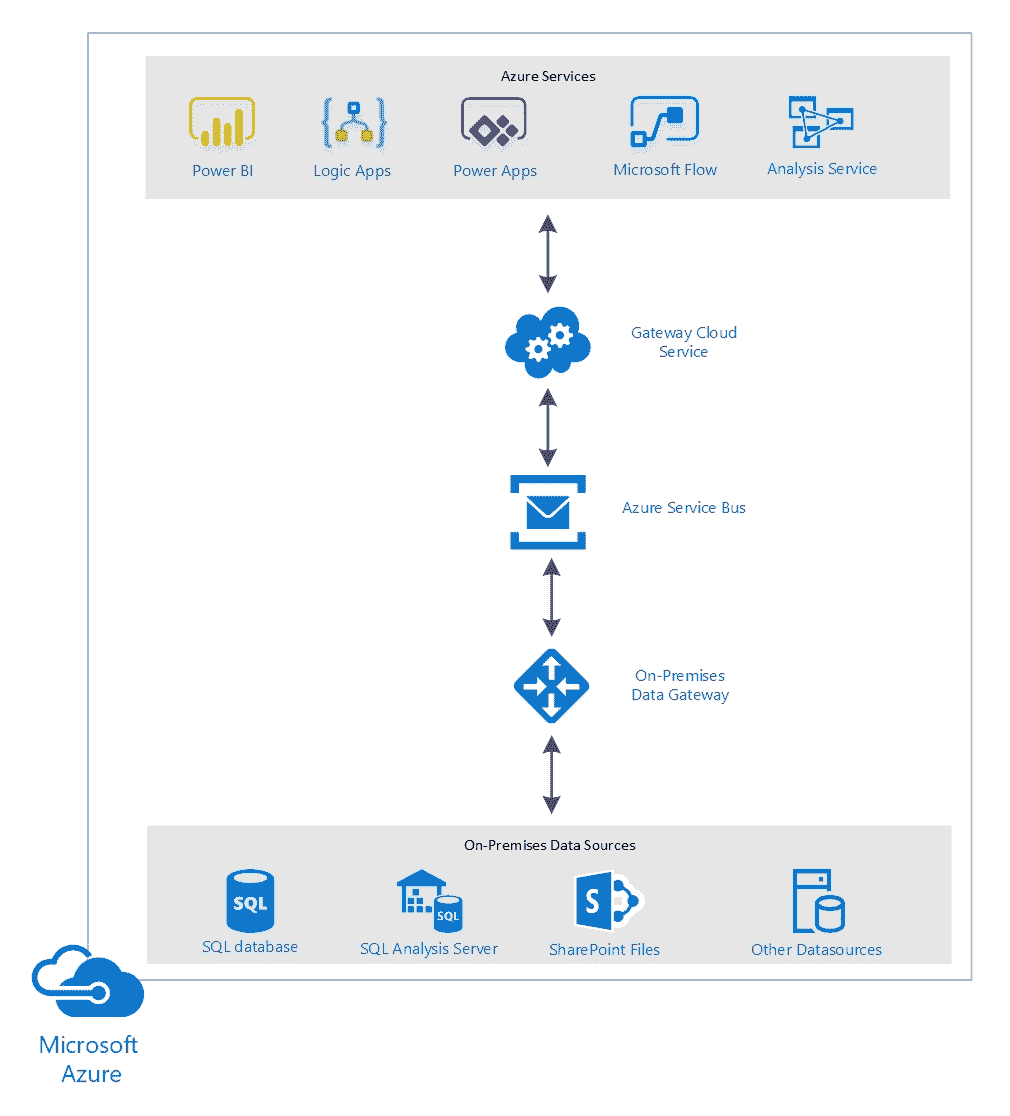 Azure Services
Power BI
Logic Apps
Power Apps
Microsoft Flow
Analysis Service
Gateway Cloud
Service
Azure Service Bus
On-Premises
Data Gateway
On-Premises Data Sources
SQL
SQL
S
SQL database
SQL Analysis Server
SharePoint Files
Other Datasources
Microsoft
Azure